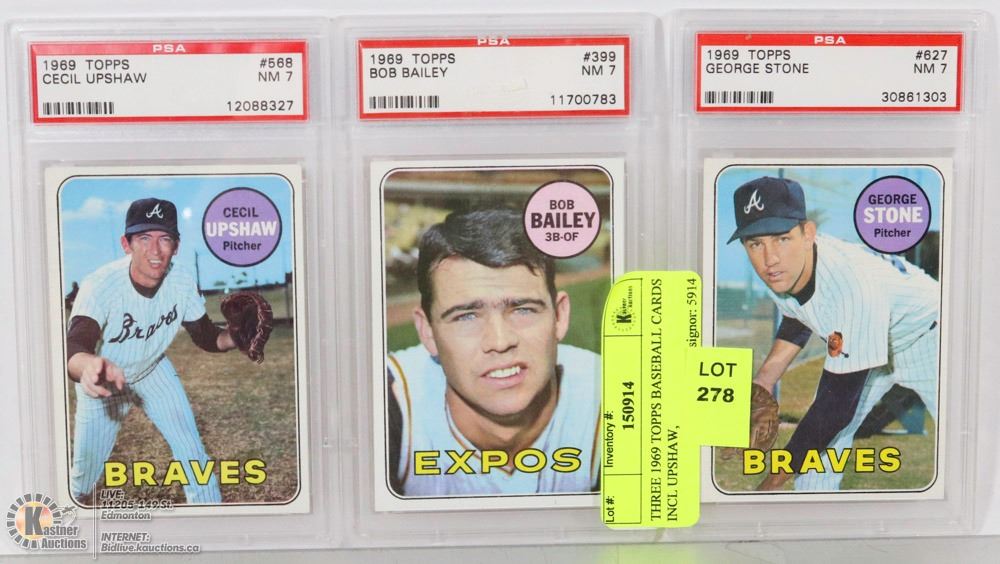 PSA
1969 TOPPS #568
CECIL UPSHAW NM 7
12088327
A
CECIL
UPSHAW
Pitcher
Braves
BRAVES
PSA
1969 TOPPS #399
BOB BAILEY NM 7
11700783
BOB
BAILEY
3B-OF
EXPOS
PSA
1969 TOPPS #627
GEORGE STONE NM 7
30861303
A
GEORGE
STONE
Pitcher
BRAVES
K
Kastner
Auctions
Lot #: Inventory #:
150914
signor: 5914
THREE 1969 TOPPS BASEBALL CARDS
INCL UPSHAW,
LOT
278
K
Kastner
Auctions
LIVE:
11205-149 St.
Edmonton
INTERNET:
Bidlive.kauctions.ca